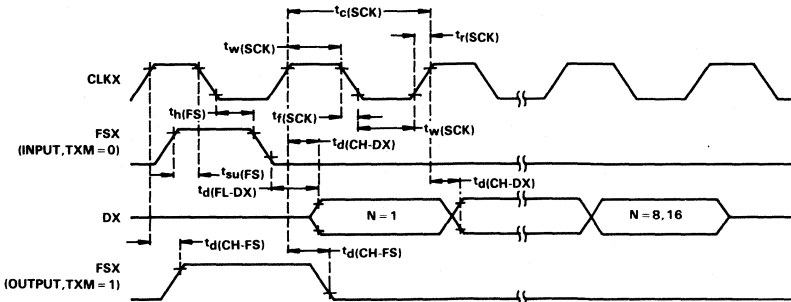 tc(SCK)
tw(SCK)
tr(SCK)
CLKX
th(FS)
tf(SCK)
tw(SCK)
FSX
(INPUT,TXM=0)
td(CH-DX)
tsu(FS)
td(FL-DX)
td(CH-DX)
DX
N=1
N=8,16
td(CH-FS)
td(CH-FS)
FSX
(OUTPUT,TXM=1)